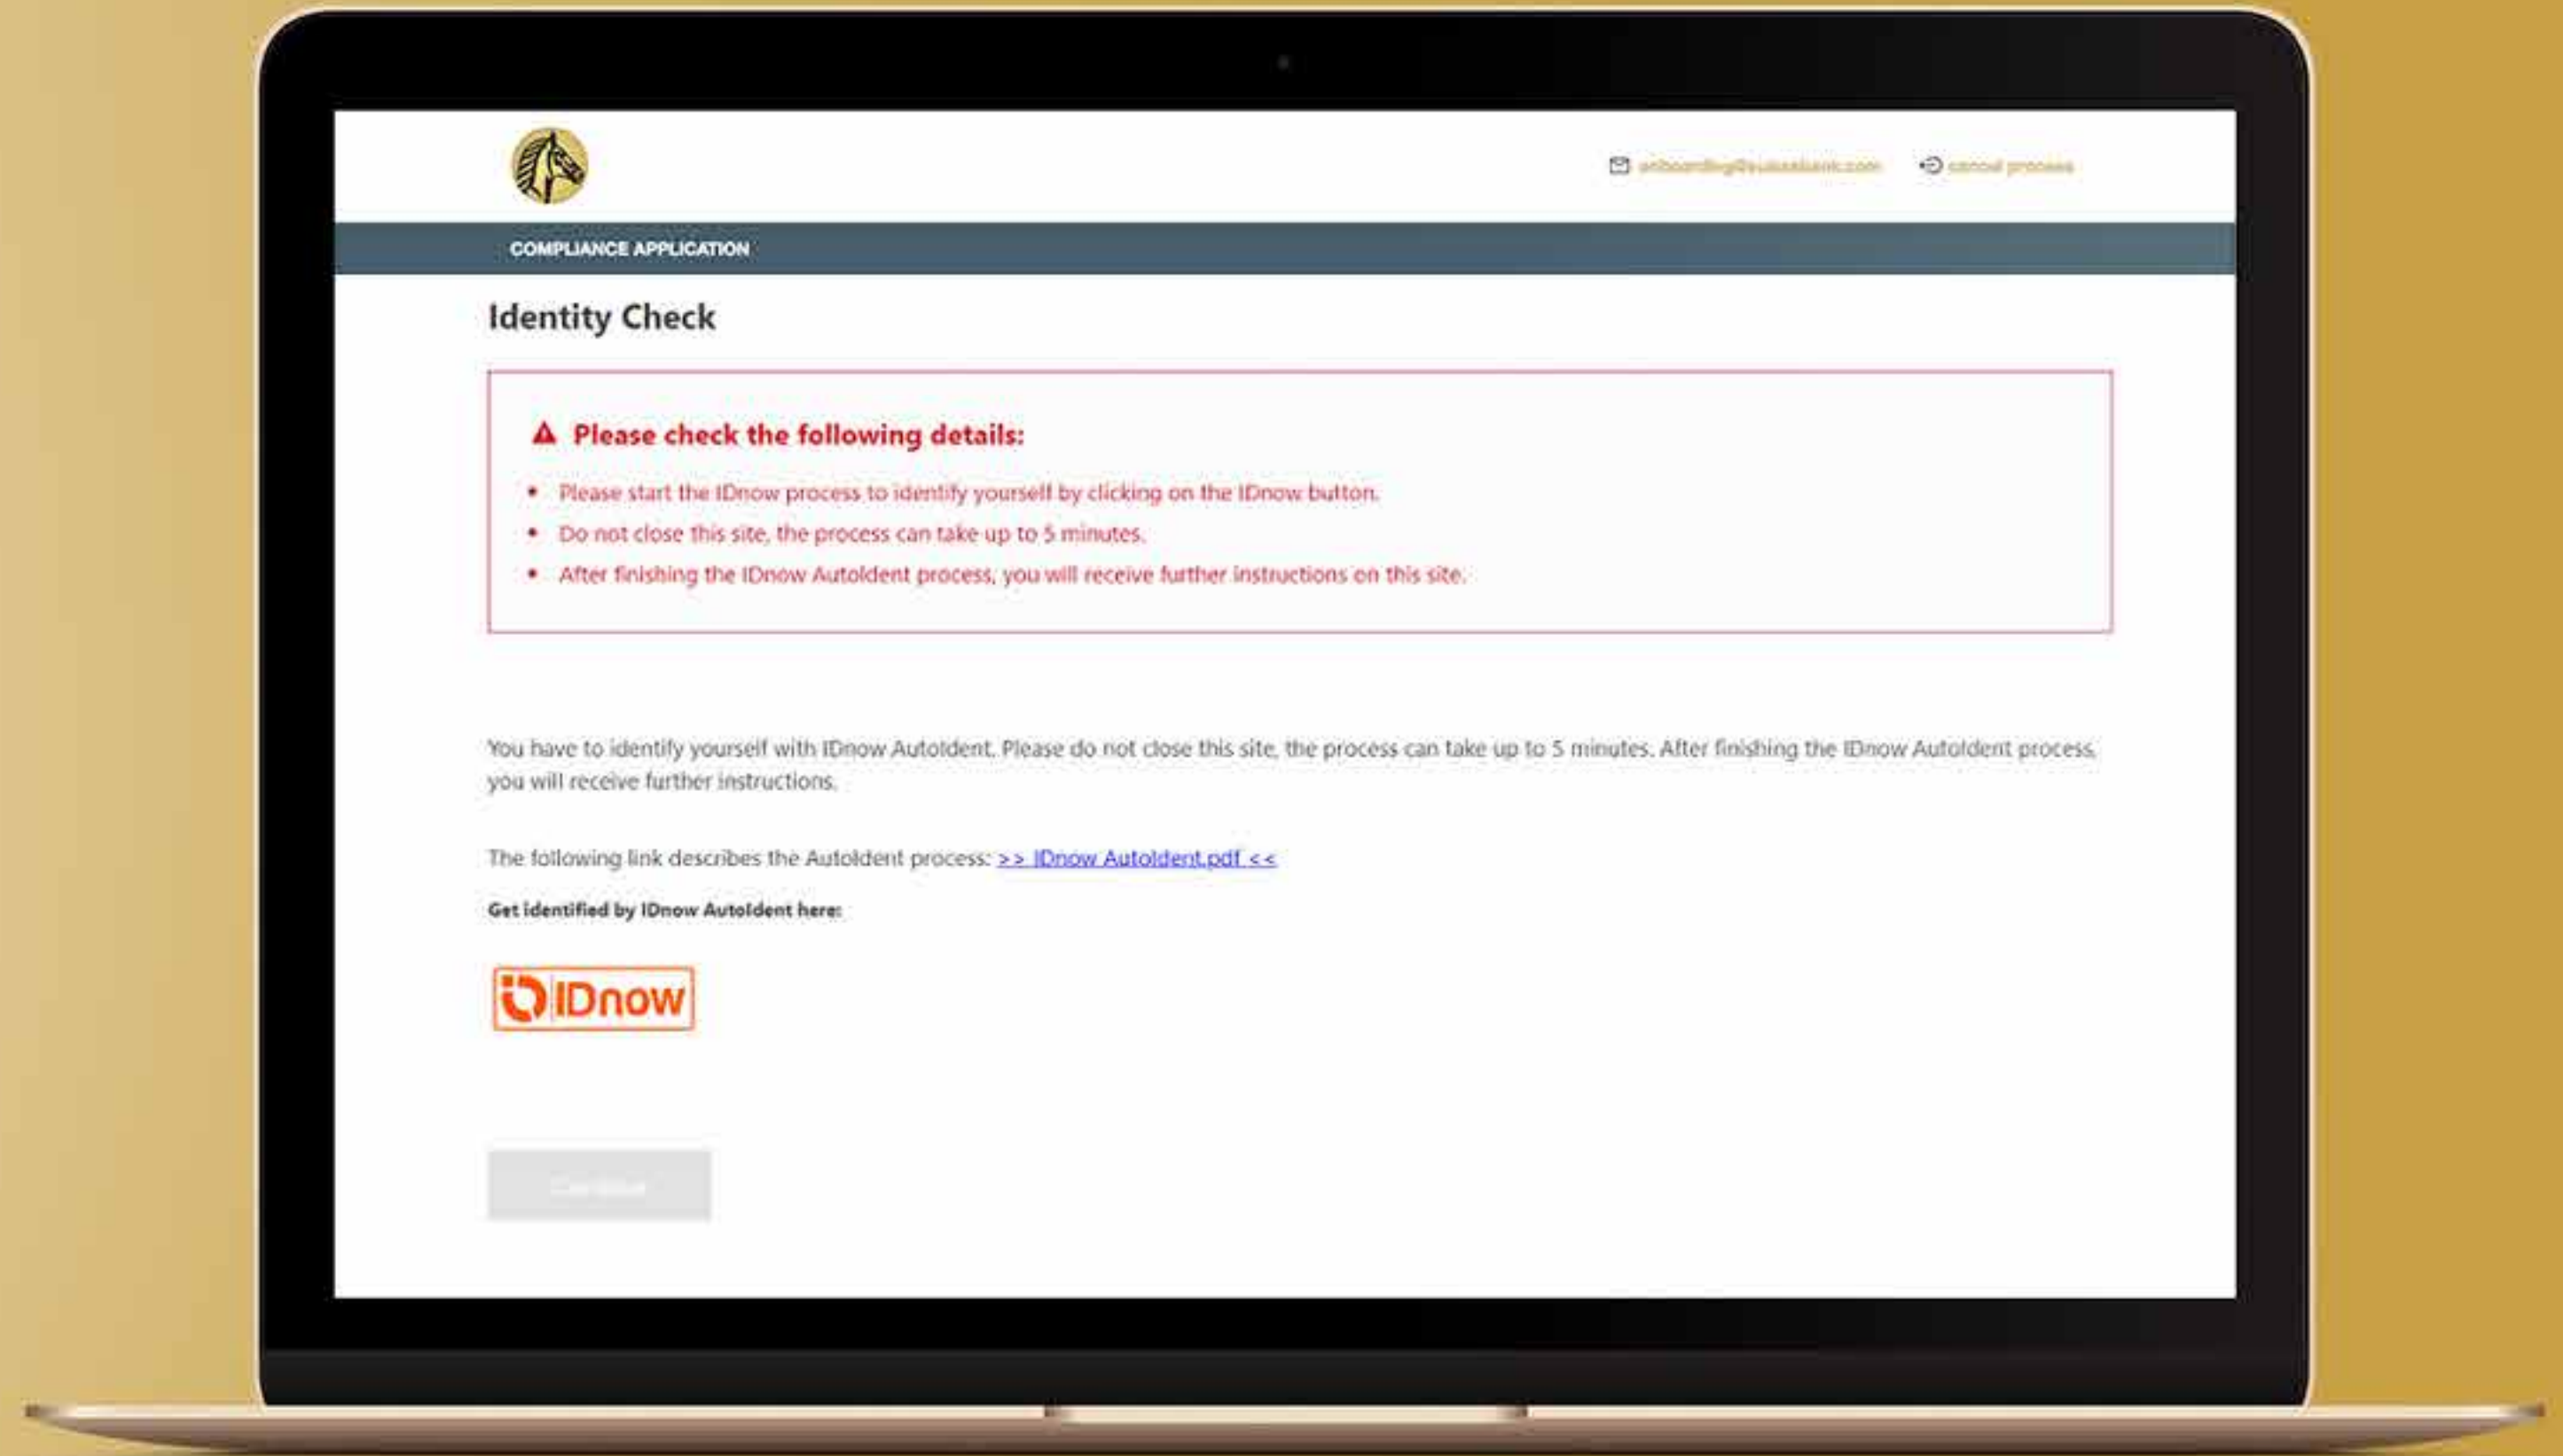 cancel process
COMPLIANCE APPLICATION
Identity Check
Please check the following details:
• Please start the IDnow process to identify yourself by clicking on the IDnow button.
• Do not close this site, the process can take up to 5 minutes.
• After finishing the IDnow AutoIdent process, you will receive further instructions on this site.
You have to identify yourself with IDnow AutoIdent. Please do not close this site, the process can take up to 5 minutes. After finishing the IDnow AutoIdent process,
you will receive further instructions.
The following link describes the AutoIdent process: >> IDnow AutoIdent.pdf <<
Get identified by IDnow AutoIdent here:
IDnow
Continue